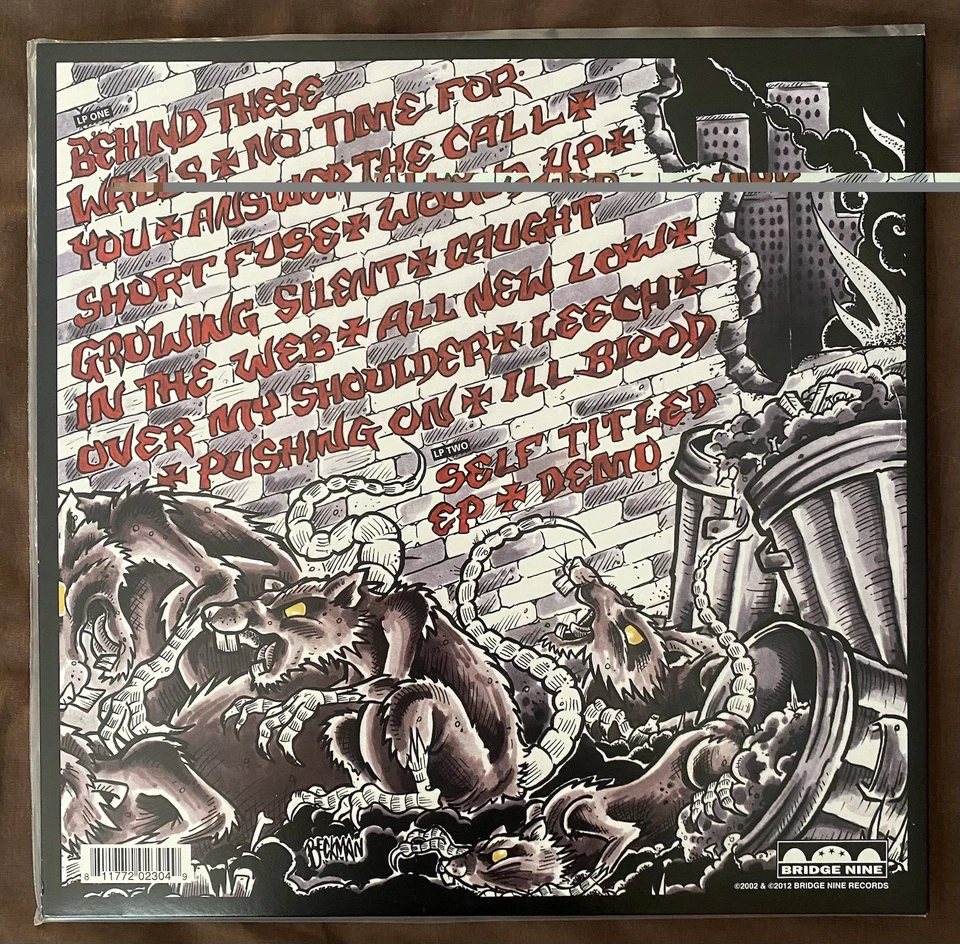 LP ONE
BEHIND THESE
WALLS ✠ NO TIME FOR
YOU ✠ ANSWER THE CALL ✠
SHORT FUSE ✠ WOUND UP ✠
GROWING SILENT ✠ CAUGHT
IN THE WEB ✠ ALL NEW LOW ✠
OVER MY SHOULDER ✠ LEECH ✠
✠ PUSHING ON ✠ ILL BLOOD
LP TWO
SELF TITLED
EP ✠ DEMO
BECKMAN
8 11772 02304 9
BRIDGE NINE
©2002 & ©2012 BRIDGE NINE RECORDS